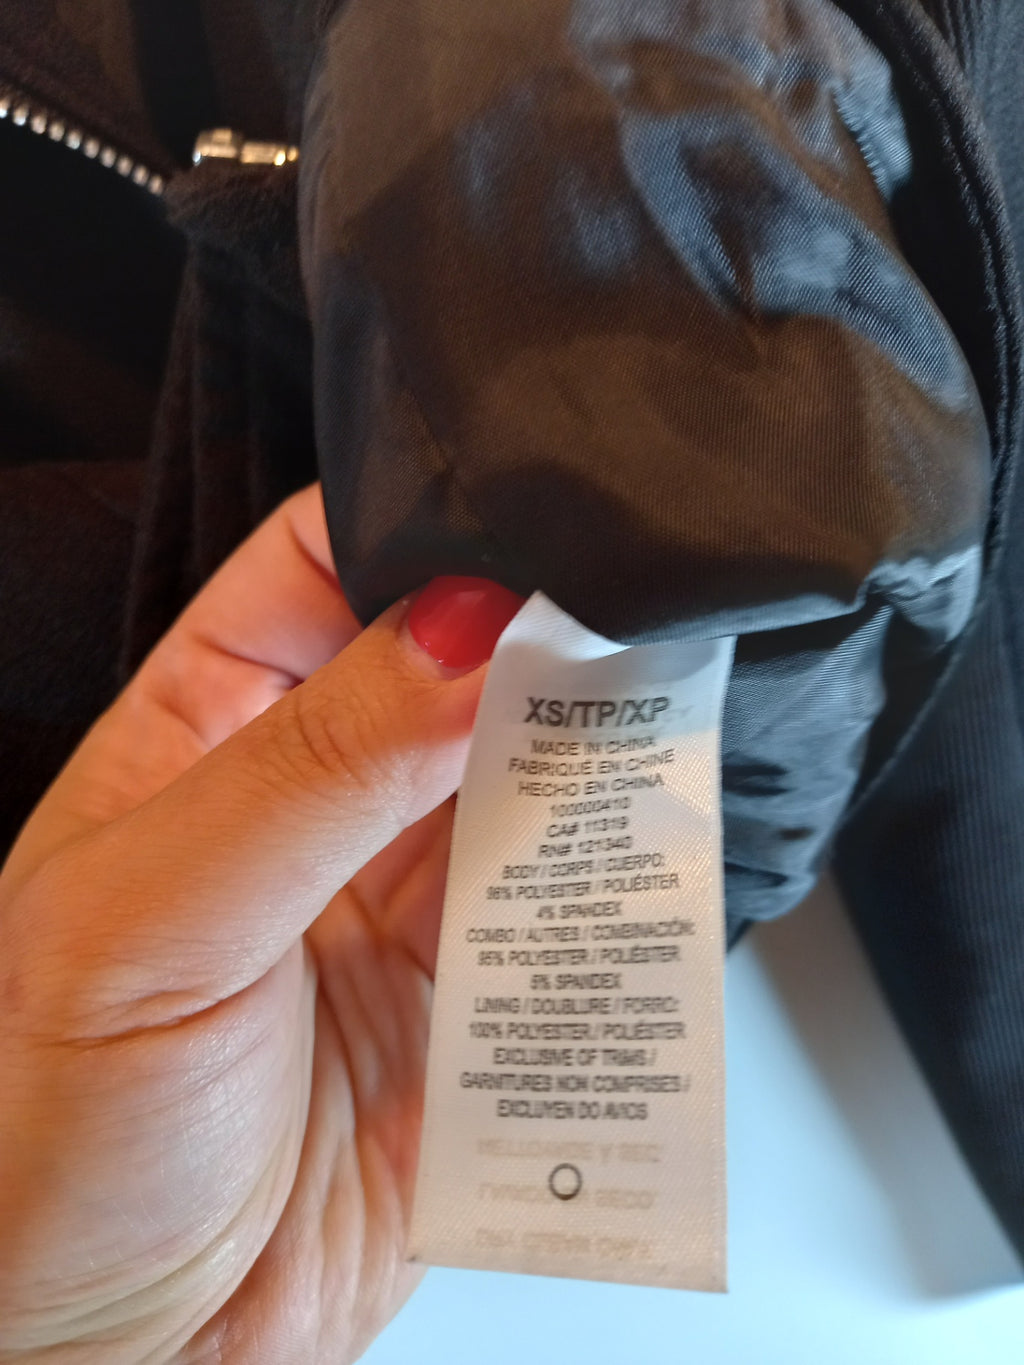 XS/TP/XP
MADE IN CHINA
FABRIQUÉ EN CHINE
HECHO EN CHINA
100000410
CA# 11319
RN# 121340
BODY / CORPS / CUERPO:
96% POLYESTER / POLIÉSTER
4% SPANDEX
COMBO / AUTRES / COMBINACIÓN:
95% POLYESTER / POLIÉSTER
5% SPANDEX
LINING / DOUBLURE / FORRO:
100% POLYESTER / POLIÉSTER
EXCLUSIVE OF TRIMS /
GARNITURES NON COMPRISES /
EXCLUYEN DO AVIOS